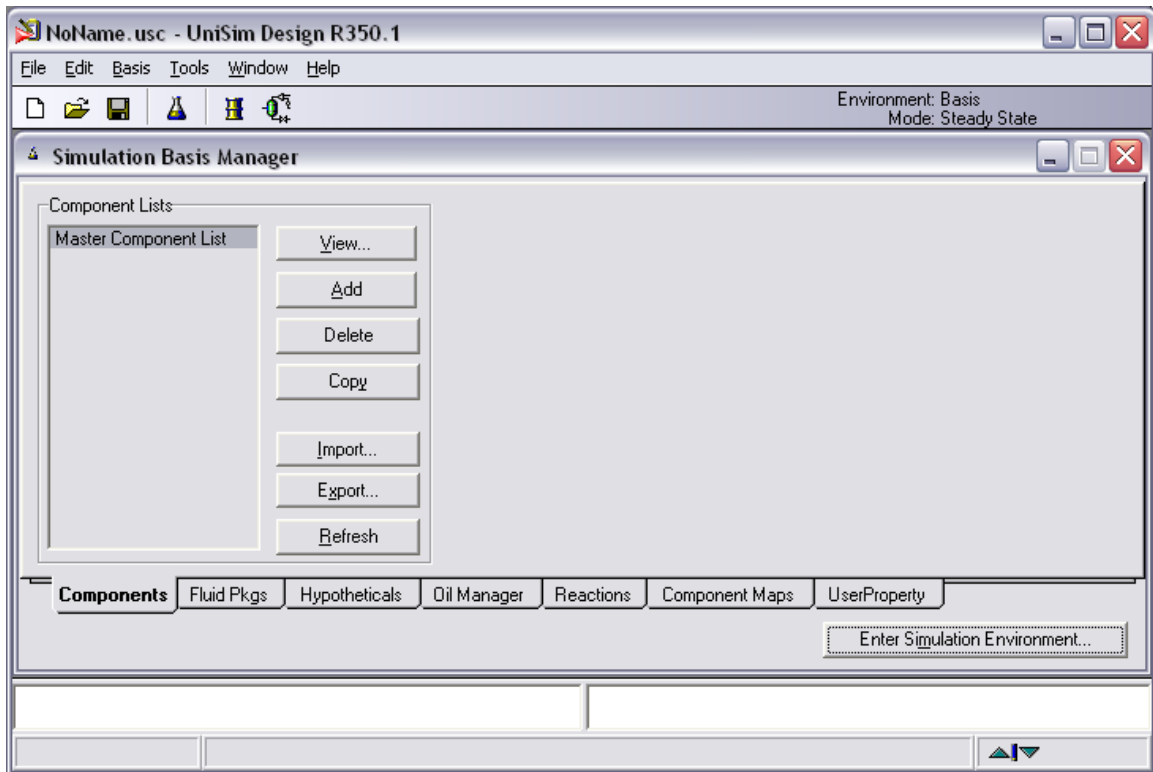 NoName.usc - UniSim Design R350.1
File Edit Basis Tools Window Help
Environment: Basis
Mode: Steady State
Simulation Basis Manager
Component Lists
Master Component List
View...
Add
Delete
Copy
Import...
Export...
Refresh
Components Fluid Pkgs Hypotheticals Oil Manager Reactions Component Maps UserProperty
Enter Simulation Environment...